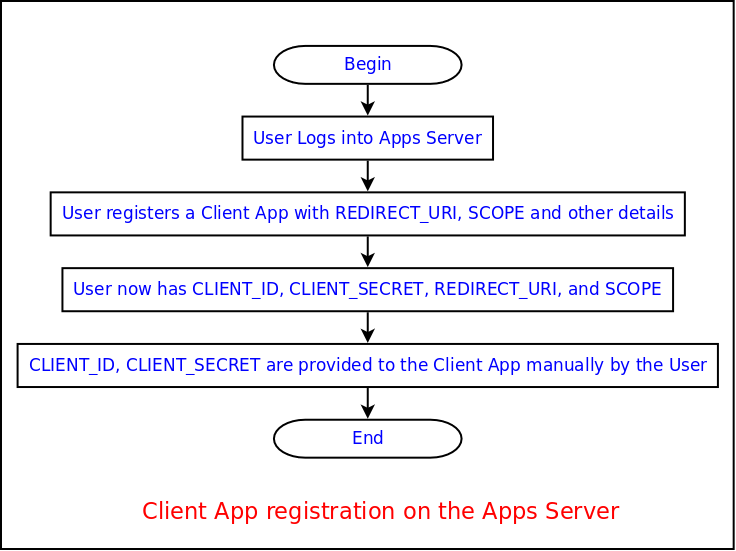 Begin
User Logs into Apps Server
User registers a Client App with REDIRECT_URI, SCOPE and other details
User now has CLIENT_ID, CLIENT_SECRET, REDIRECT_URI, and SCOPE
CLIENT_ID, CLIENT_SECRET are provided to the Client App manually by the User
End
Client App registration on the Apps Server